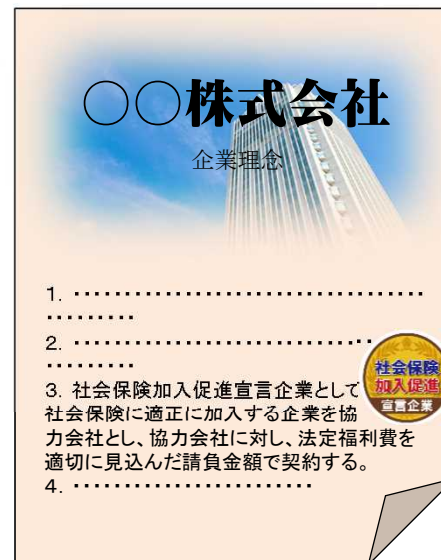 〇〇株式会社
企業理念
1. ・・・・・・・・・・・・・・・・・・・・・・・・・・・・・・・・・・
・・・・・・・・・
2. ・・・・・・・・・・・・・・・・・・・・・・・・・・・・・
・・・・・・・・・
3. 社会保険加入促進宣言企業として
社会保険に適正に加入する企業を協
力会社とし、協力会社に対し、法定福利費を
適切に見込んだ請負金額で契約する。
4. ・・・・・・・・・・・・・・・・・・・・・・・
社会保険
加入促進
宣言企業